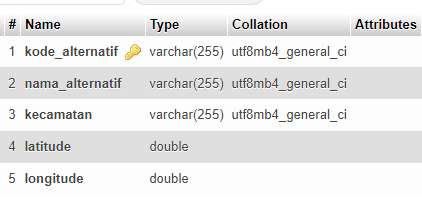 # Name Type Collation Attributes
1 kode_alternatif varchar(255) utf8mb4_general_ci
2 nama_alternatif varchar(255) utf8mb4_general_ci
3 kecamatan varchar(255) utf8mb4_general_ci
4 latitude double
5 longitude double